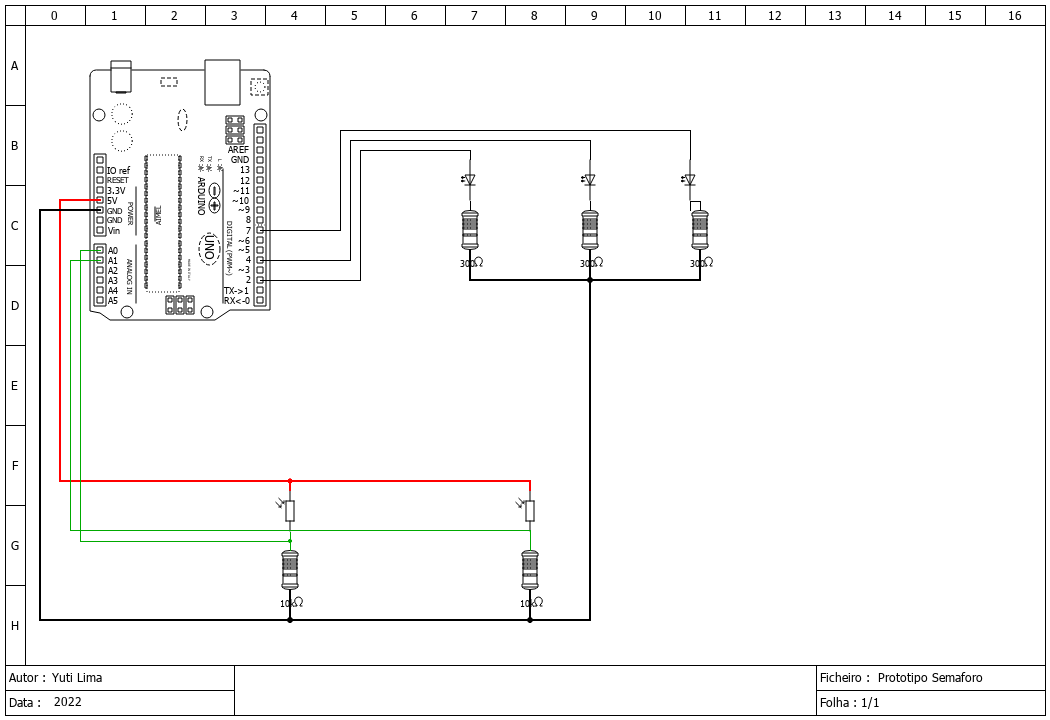 0 1 2 3 4 5 6 7 8 9 10 11 12 13 14 15 16
A
B
C
D
E
F
G
H
IO ref
RESET
3.3V
5V
GND
GND
Vin
A0
A1
A2
A3
A4
A5
POWER
ANALOG IN
ATMEL
AREF
GND
13
12
~11
~10
~9
8
7
~6
~5
4
~3
2
TX->1
RX<-0
L
TX
RX
ARDUINO
UNO
DIGITAL (PWM~)
300Ω
300Ω
300Ω
10kΩ
10kΩ
Autor : Yuti Lima
Data : 2022
Ficheiro : Prototipo Semaforo
Folha : 1/1